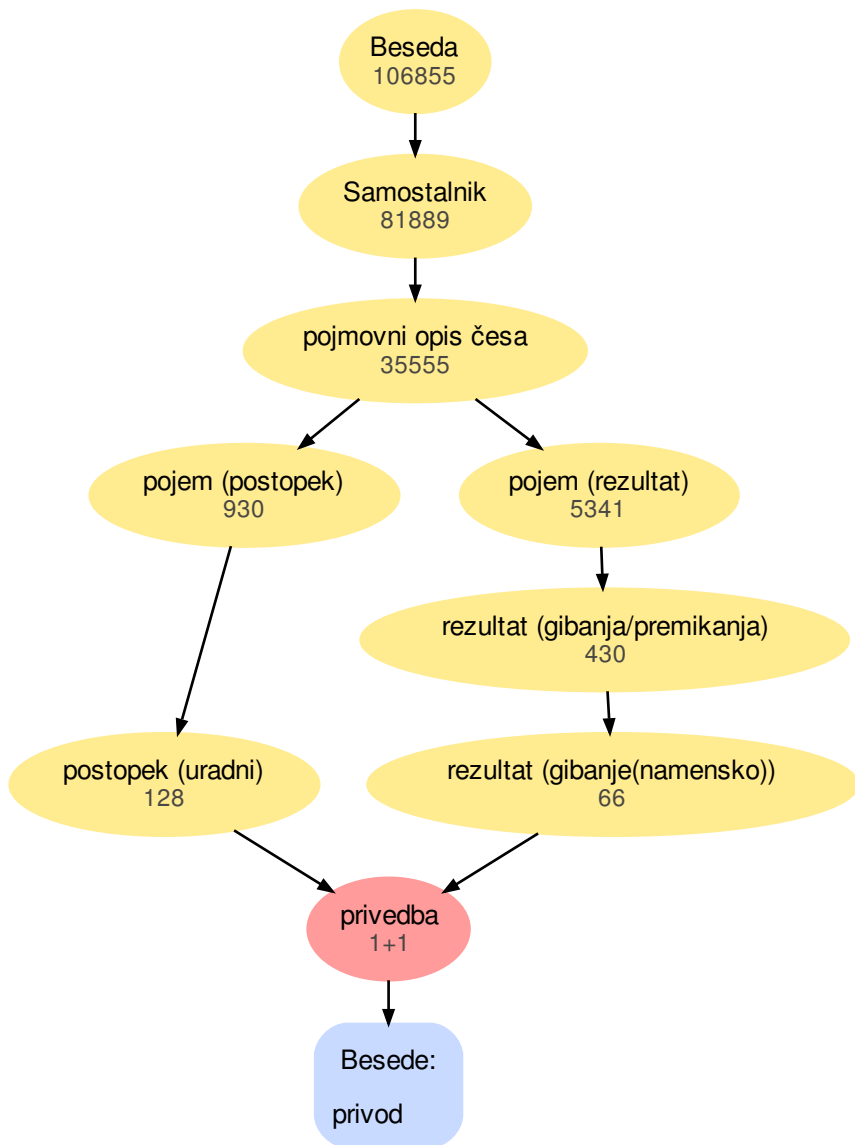 Beseda
106855
Samostalnik
81889
pojmovni opis česa
35555
pojem (postopek)
930
pojem (rezultat)
5341
rezultat (gibanja/premikanja)
430
postopek (uradni)
128
rezultat (gibanje(namensko))
66
privedba
1+1
Besede:
privod